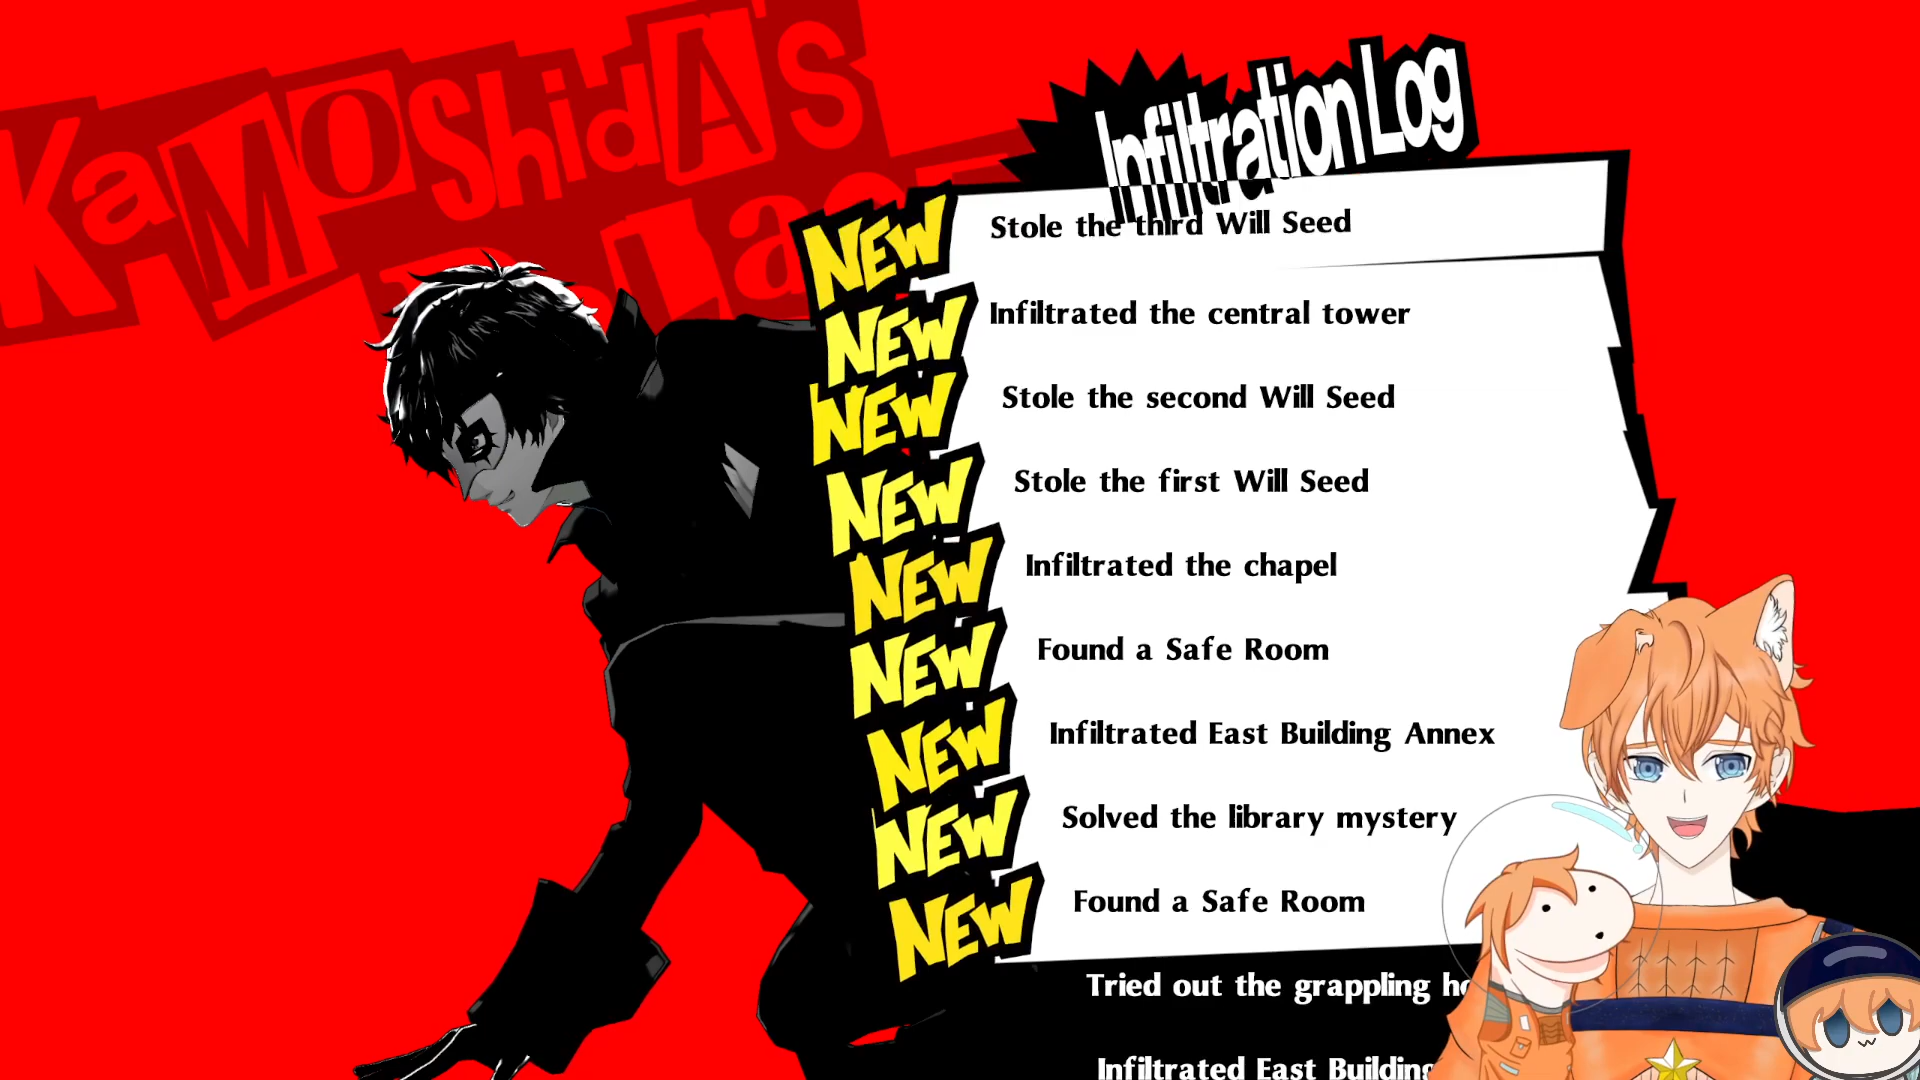 KaMOShidA'S
Infiltration Log
NEW Stole the third Will Seed
NEW Infiltrated the central tower
NEW Stole the second Will Seed
NEW Stole the first Will Seed
NEW Infiltrated the chapel
NEW Found a Safe Room
NEW Infiltrated East Building Annex
NEW Solved the library mystery
NEW Found a Safe Room
Tried out the grappling
Infiltrated East Building